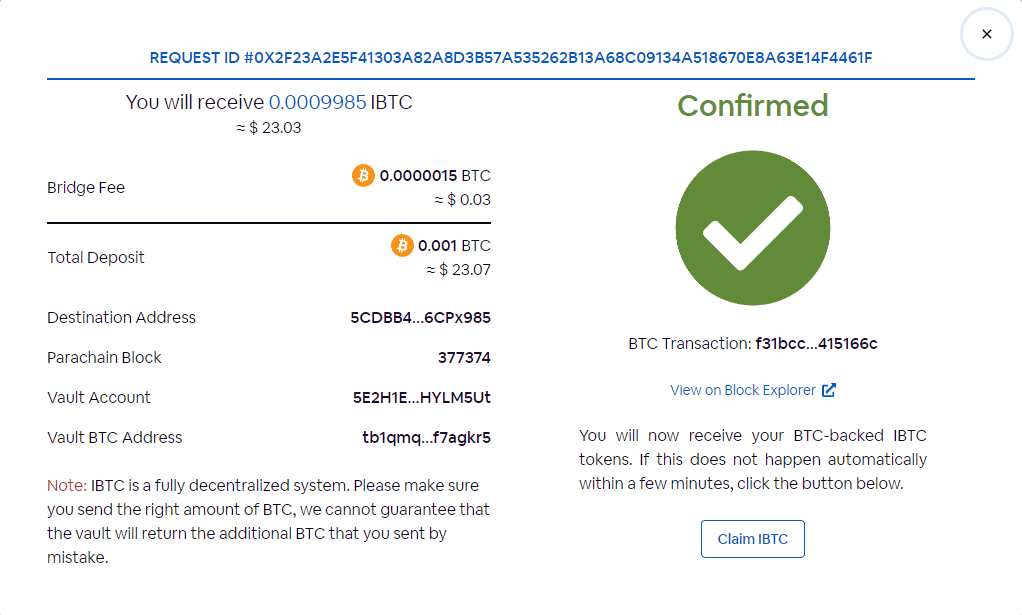 REQUEST ID #0X2F23A2E5F41303A82A8D3B57A535262B13A68C09134A518670E8A63E14F4461F
You will receive 0.0009985 IBTC
≈ $ 23.03
Bridge Fee
0.0000015 BTC
≈ $ 0.03
Total Deposit
0.001 BTC
≈ $ 23.07
Destination Address 5CDBB4...6CPx985
Parachain Block 377374
Vault Account 5E2H1E...HYLM5Ut
Vault BTC Address tb1qmq...f7agkr5
Note: IBTC is a fully decentralized system. Please make sure
you send the right amount of BTC, we cannot guarantee that
the vault will return the additional BTC that you sent by
mistake.
Confirmed
BTC Transaction: f31bcc...415166c
View on Block Explorer
You will now receive your BTC-backed IBTC
tokens. If this does not happen automatically
within a few minutes, click the button below.
Claim IBTC